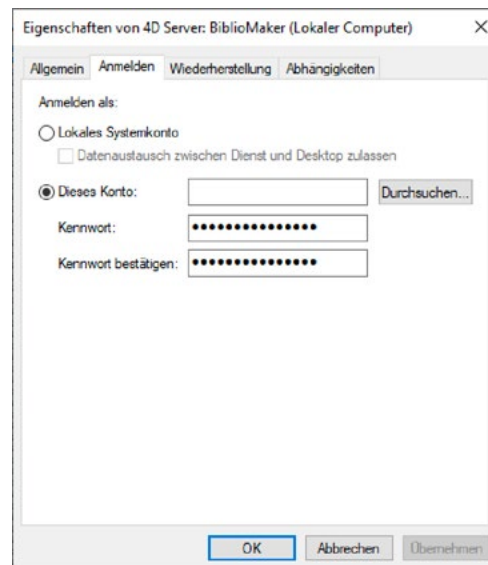 Eigenschaften von 4D Server: BiblioMaker (Lokaler Computer)
Allgemein Anmelden Wiederherstellung Abhängigkeiten
Anmelden als:
Lokales Systemkonto
Datenaustausch zwischen Dienst und Desktop zulassen
Dieses Konto: Durchsuchen...
Kennwort: •••••••••••••••
Kennwort bestätigen: •••••••••••••••
OK Abbrechen Übernehmen